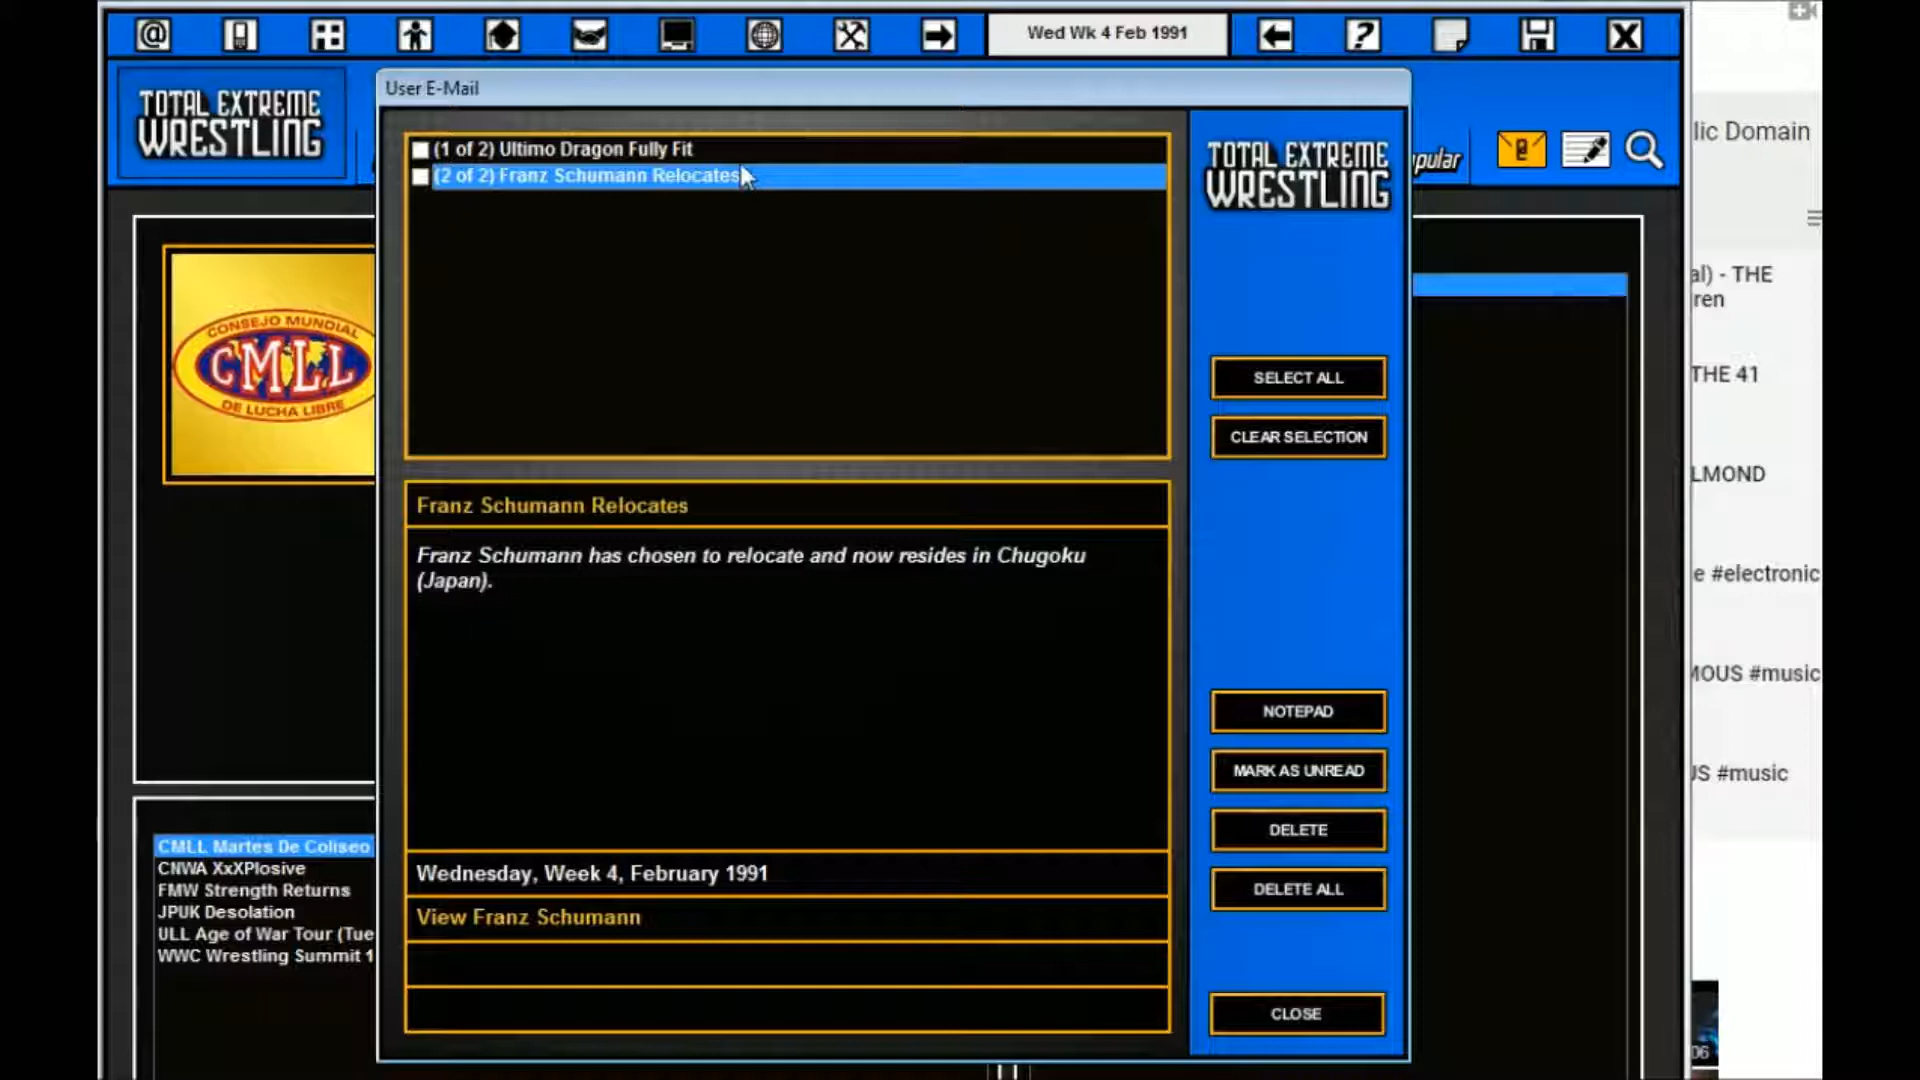 Wed Wk 4 Feb 1991
TOTAL EXTREME
WRESTLING
User E-Mail
(1 of 2) Ultimo Dragon Fully Fit
(2 of 2) Franz Schumann Relocates
TOTAL EXTREME
WRESTLING
pular
lic Domain
al) - THE
ren
THE 41
LMOND
e #electronic
MOUS #music
US #music
06
CONSEJO MUNDIAL
CMLL
DE LUCHA LIBRE
SELECT ALL
CLEAR SELECTION
Franz Schumann Relocates
Franz Schumann has chosen to relocate and now resides in Chugoku
(Japan).
NOTEPAD
MARK AS UNREAD
DELETE
DELETE ALL
CLOSE
Wednesday, Week 4, February 1991
View Franz Schumann
CMLL Martes De Coliseo
CNWA XxXPlosive
FMW Strength Returns
JPUK Desolation
ULL Age of War Tour (Tue
WWC Wrestling Summit 1